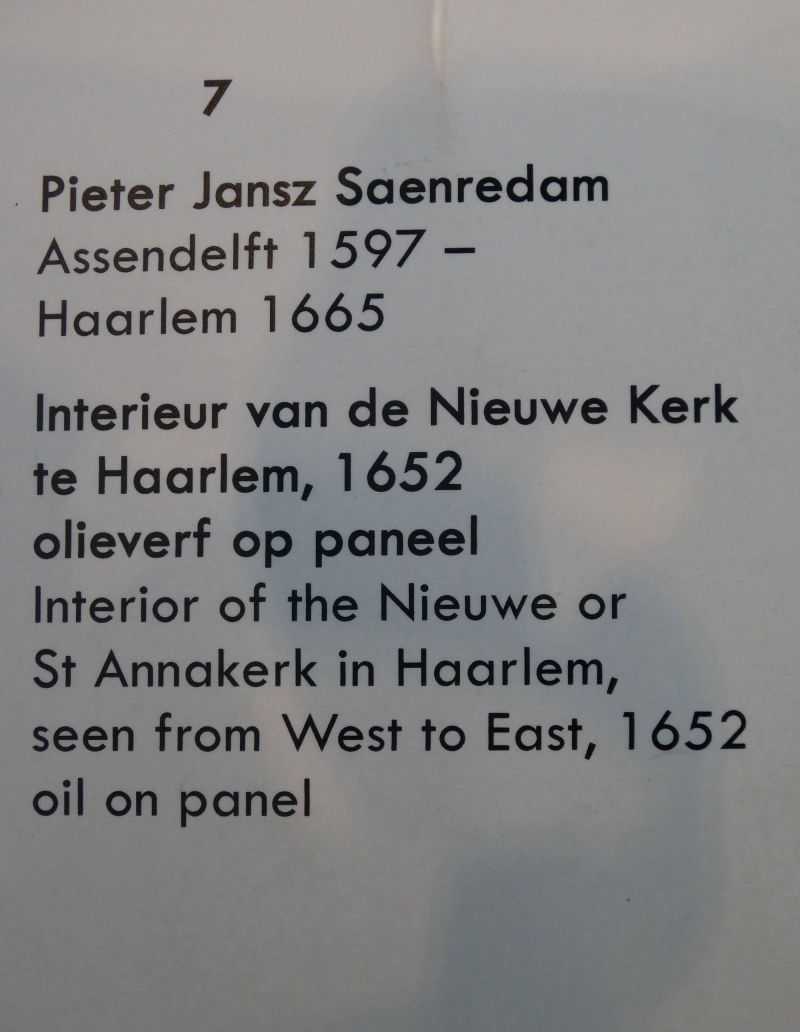 7
Pieter Jansz Saenredam
Assendelft 1597 –
Haarlem 1665
Interieur van de Nieuwe Kerk
te Haarlem, 1652
olieverf op paneel
Interior of the Nieuwe or
St Annakerk in Haarlem,
seen from West to East, 1652
oil on panel